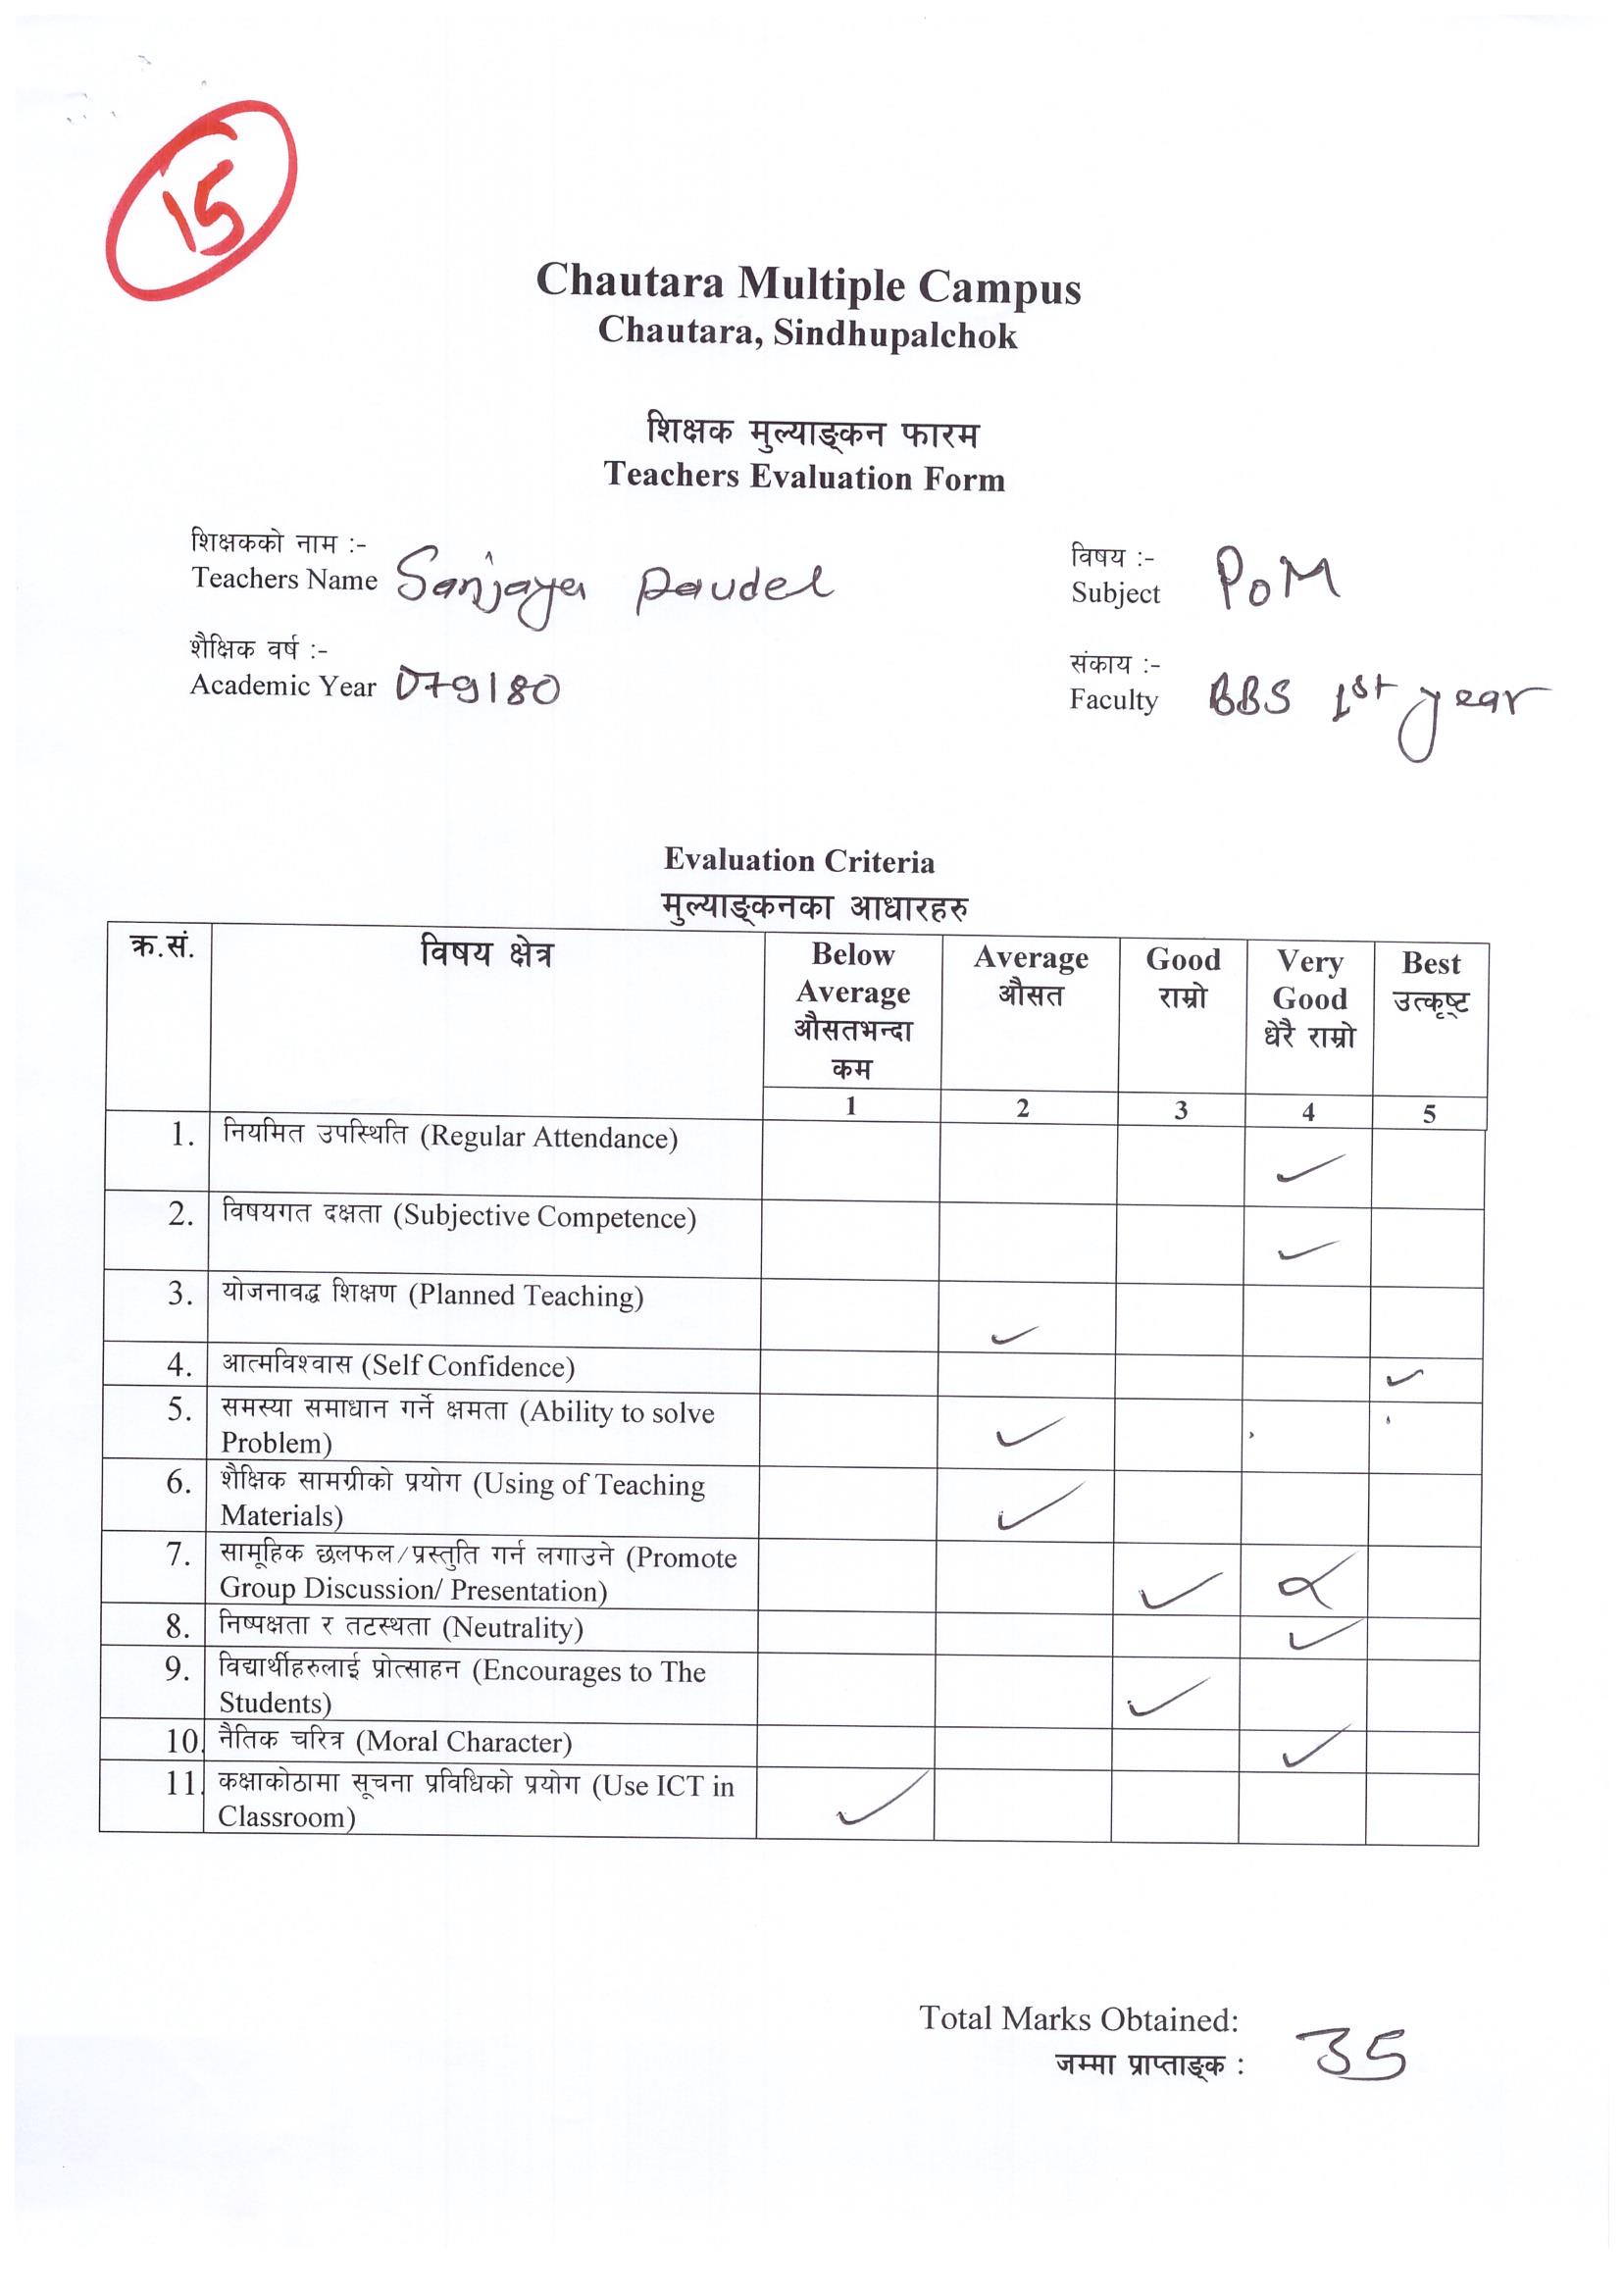 15
Chautara Multiple Campus
Chautara, Sindhupalchok
शिक्षक मुल्याङ्कन फारम
Teachers Evaluation Form
शिक्षकको नाम :-
Teachers Name Sanjaya Paudel
विषय :-
Subject POM
शैक्षिक वर्ष :-
Academic Year 079/80
संकाय :-
Faculty BBS 1st year
Evaluation Criteria
मुल्याङ्कनका आधारहरु
क्र.सं. विषय क्षेत्र Below Average औसतभन्दा कम Average औसत Good राम्रो Very Good धेरै राम्रो Best उत्कृष्ट
1 2 3 4 5
1. नियमित उपस्थिति (Regular Attendance) ✓
2. विषयगत दक्षता (Subjective Competence) ✓
3. योजनावद्ध शिक्षण (Planned Teaching) ✓
4. आत्मविश्वास (Self Confidence) ✓
5. समस्या समाधान गर्ने क्षमता (Ability to solve
Problem) ✓
6. शैक्षिक सामग्रीको प्रयोग (Using of Teaching
Materials) ✓
7. सामूहिक छलफल/प्रस्तुति गर्न लगाउने (Promote
Group Discussion/ Presentation) ✓
8. निष्पक्षता र तटस्थता (Neutrality) ✓
9. विद्यार्थीहरुलाई प्रोत्साहन (Encourages to The
Students) ✓
10. नैतिक चरित्र (Moral Character) ✓
11. कक्षाकोठामा सूचना प्रविधिको प्रयोग (Use ICT in
Classroom) ✓
Total Marks Obtained:
जम्मा प्राप्ताङ्क : 35